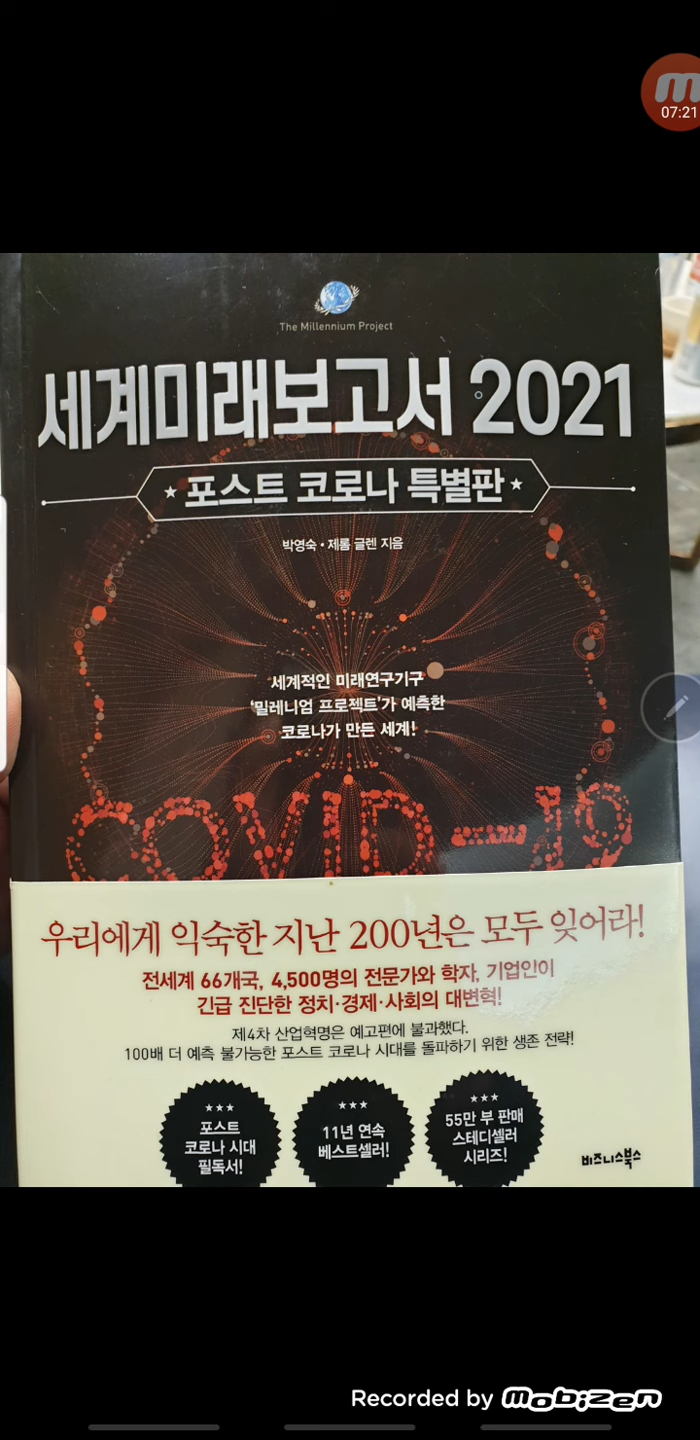 07:21
The Millennium Project
세계미래보고서 2021
★ 포스트 코로나 특별판 ★
박영숙 • 제롬 글렌 지음
세계적인 미래연구기구
'밀레니엄 프로젝트'가 예측한
코로나가 만든 세계!
COVID-19
우리에게 익숙한 지난 200년은 모두 잊어라!
전세계 66개국, 4,500명의 전문가와 학자, 기업인이
긴급 진단한 정치·경제·사회의 대변혁!
제4차 산업혁명은 예고편에 불과했다.
100배 더 예측 불가능한 포스트 코로나 시대를 돌파하기 위한 생존 전략!
★★★
포스트
코로나 시대
필독서!
★★★
11년 연속
베스트셀러!
★★★
55만 부 판매
스테디셀러
시리즈!
비즈니스북스
Recorded by mobizen